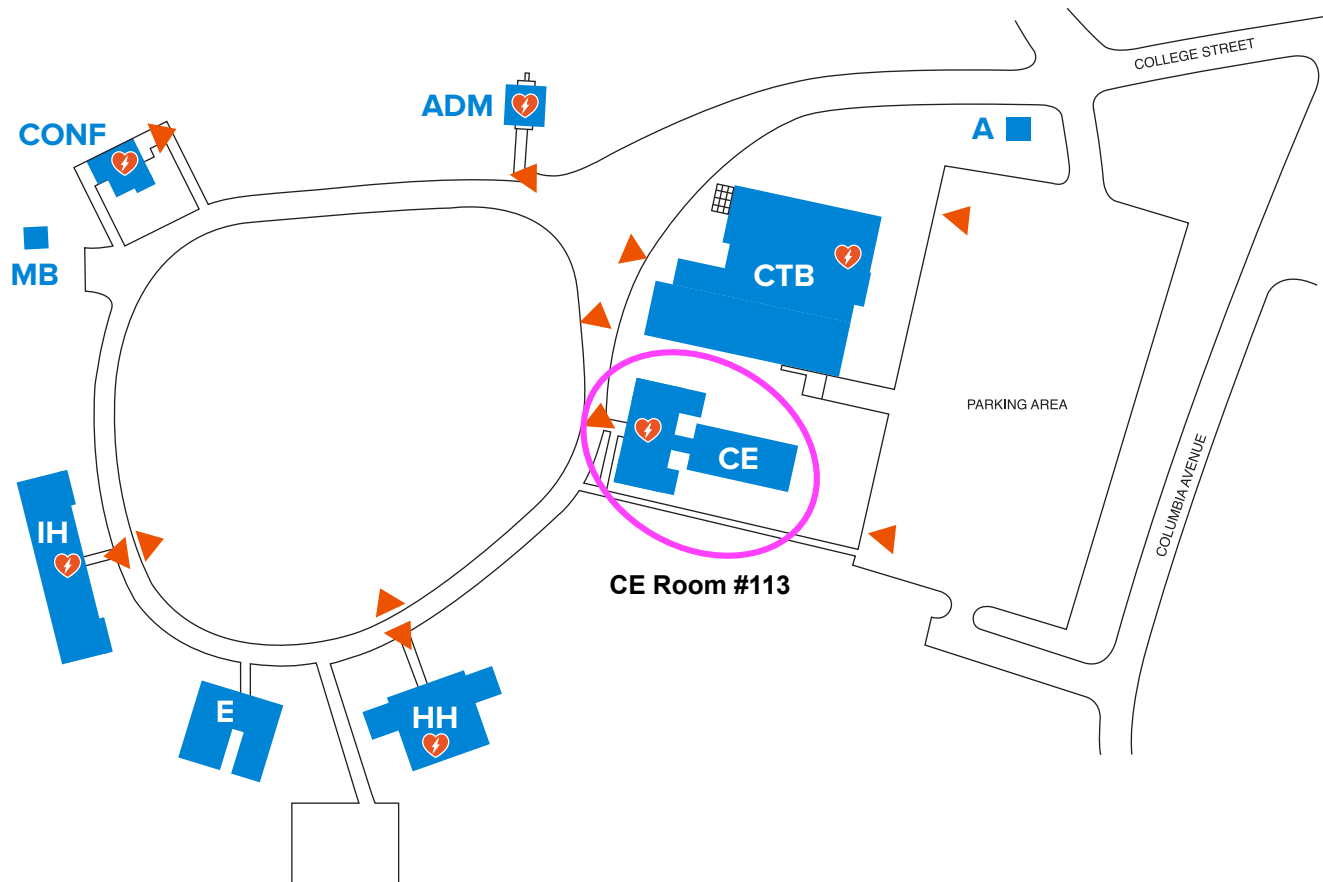 COLLEGE STREET
ADM
A
CONF
MB
CTB
PARKING AREA
CE
COLUMBIA AVENUE
IH
CE Room #113
E
HH